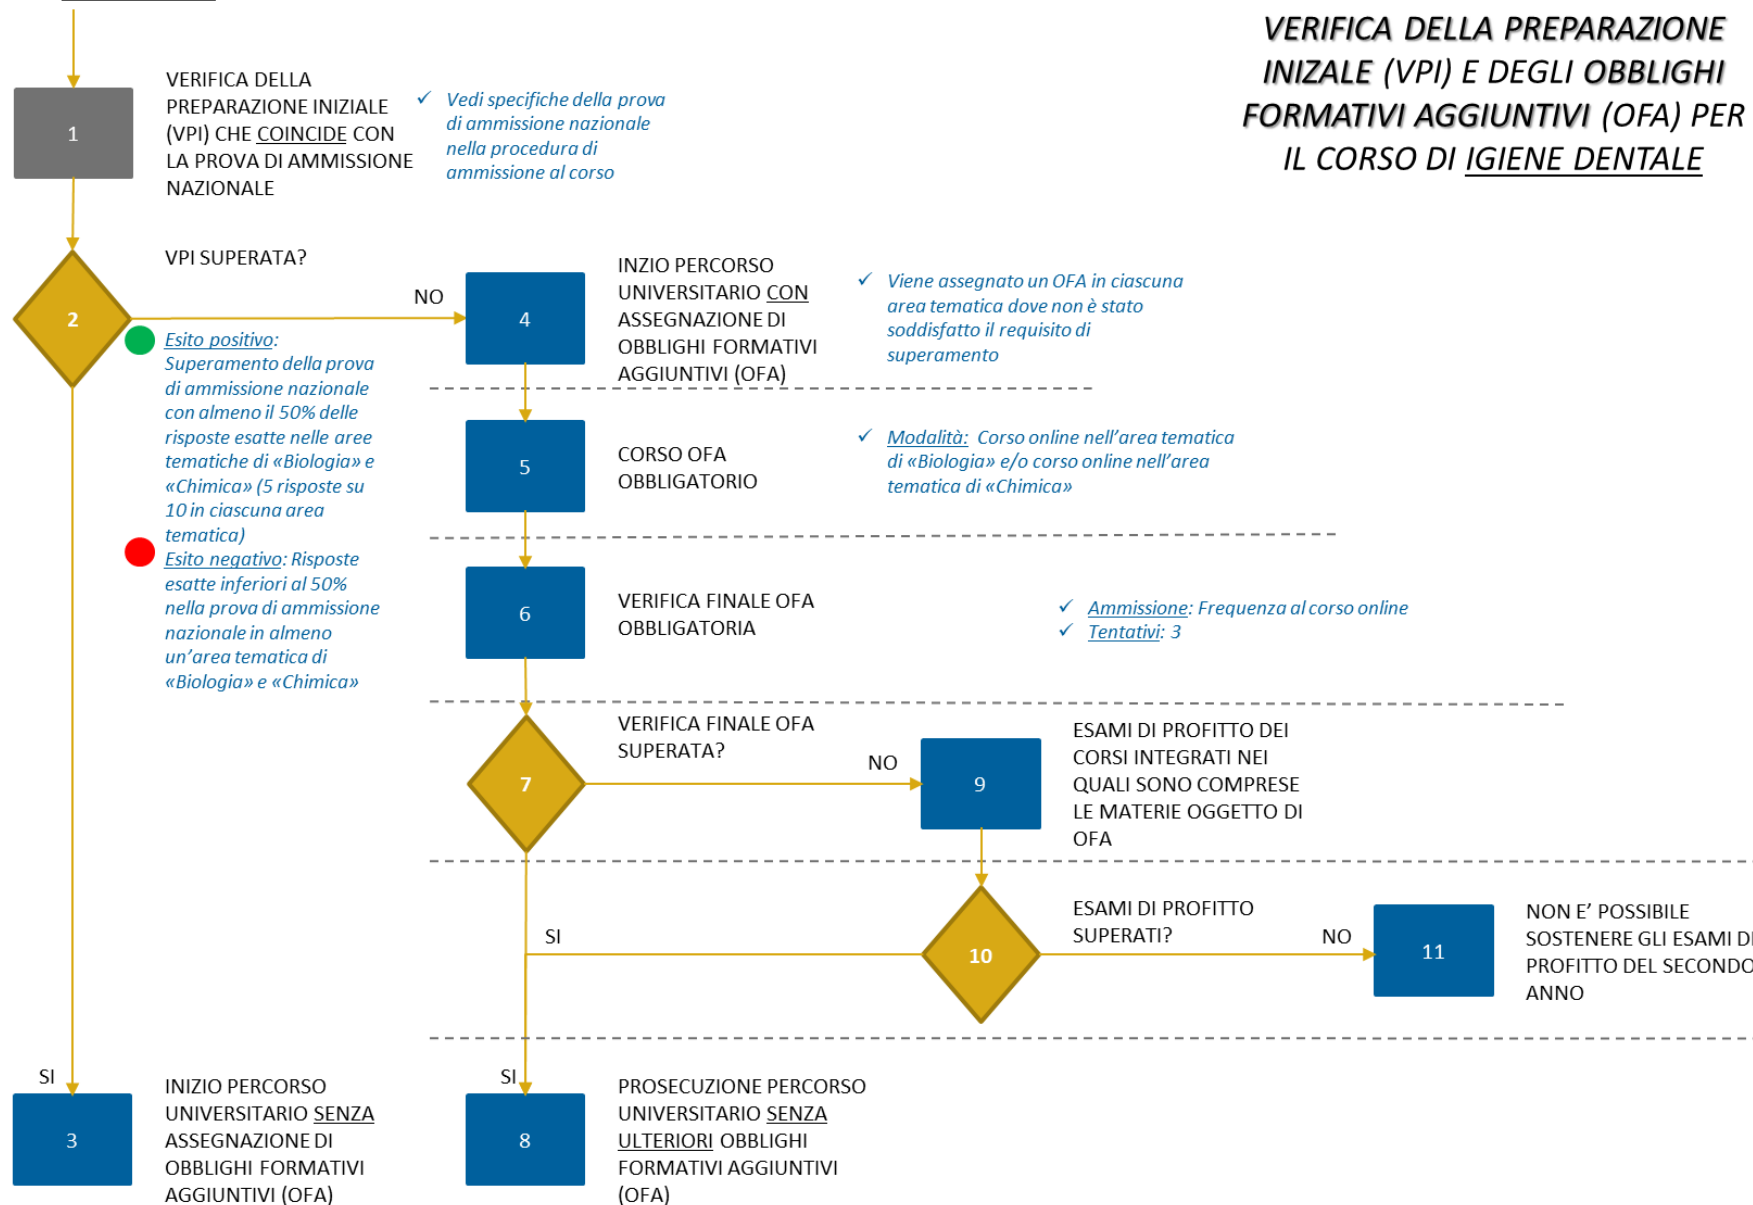 VERIFICA DELLA PREPARAZIONE
INIZALE (VPI) E DEGLI OBBLIGHI
FORMATIVI AGGIUNTIVI (OFA) PER
IL CORSO DI IGIENE DENTALE
1
VERIFICA DELLA
PREPARAZIONE INIZIALE
(VPI) CHE COINCIDE CON
LA PROVA DI AMMISSIONE
NAZIONALE
✓ Vedi specifiche della prova
di ammissione nazionale
nella procedura di
ammissione al corso
2
VPI SUPERATA?
NO
Esito positivo:
Superamento della prova
di ammissione nazionale
con almeno il 50% delle
risposte esatte nelle aree
tematiche di «Biologia» e
«Chimica» (5 risposte su
10 in ciascuna area
tematica)
Esito negativo: Risposte
esatte inferiori al 50%
nella prova di ammissione
nazionale in almeno
un'area tematica di
«Biologia» e «Chimica»
4
INZIO PERCORSO
UNIVERSITARIO CON
ASSEGNAZIONE DI
OBBLIGHI FORMATIVI
AGGIUNTIVI (OFA)
✓ Viene assegnato un OFA in ciascuna
area tematica dove non è stato
soddisfatto il requisito di
superamento
5
CORSO OFA
OBBLIGATORIO
✓ Modalità: Corso online nell'area tematica
di «Biologia» e/o corso online nell'area
tematica di «Chimica»
6
VERIFICA FINALE OFA
OBBLIGATORIA
✓ Ammissione: Frequenza al corso online
✓ Tentativi: 3
7
VERIFICA FINALE OFA
SUPERATA?
NO
9
ESAMI DI PROFITTO DEI
CORSI INTEGRATI NEI
QUALI SONO COMPRESE
LE MATERIE OGGETTO DI
OFA
SI
10
ESAMI DI PROFITTO
SUPERATI?
NO
11
NON E' POSSIBILE
SOSTENERE GLI ESAMI DI
PROFITTO DEL SECONDO
ANNO
SI
3
INIZIO PERCORSO
UNIVERSITARIO SENZA
ASSEGNAZIONE DI
OBBLIGHI FORMATIVI
AGGIUNTIVI (OFA)
SI
8
PROSECUZIONE PERCORSO
UNIVERSITARIO SENZA
ULTERIORI OBBLIGHI
FORMATIVI AGGIUNTIVI
(OFA)